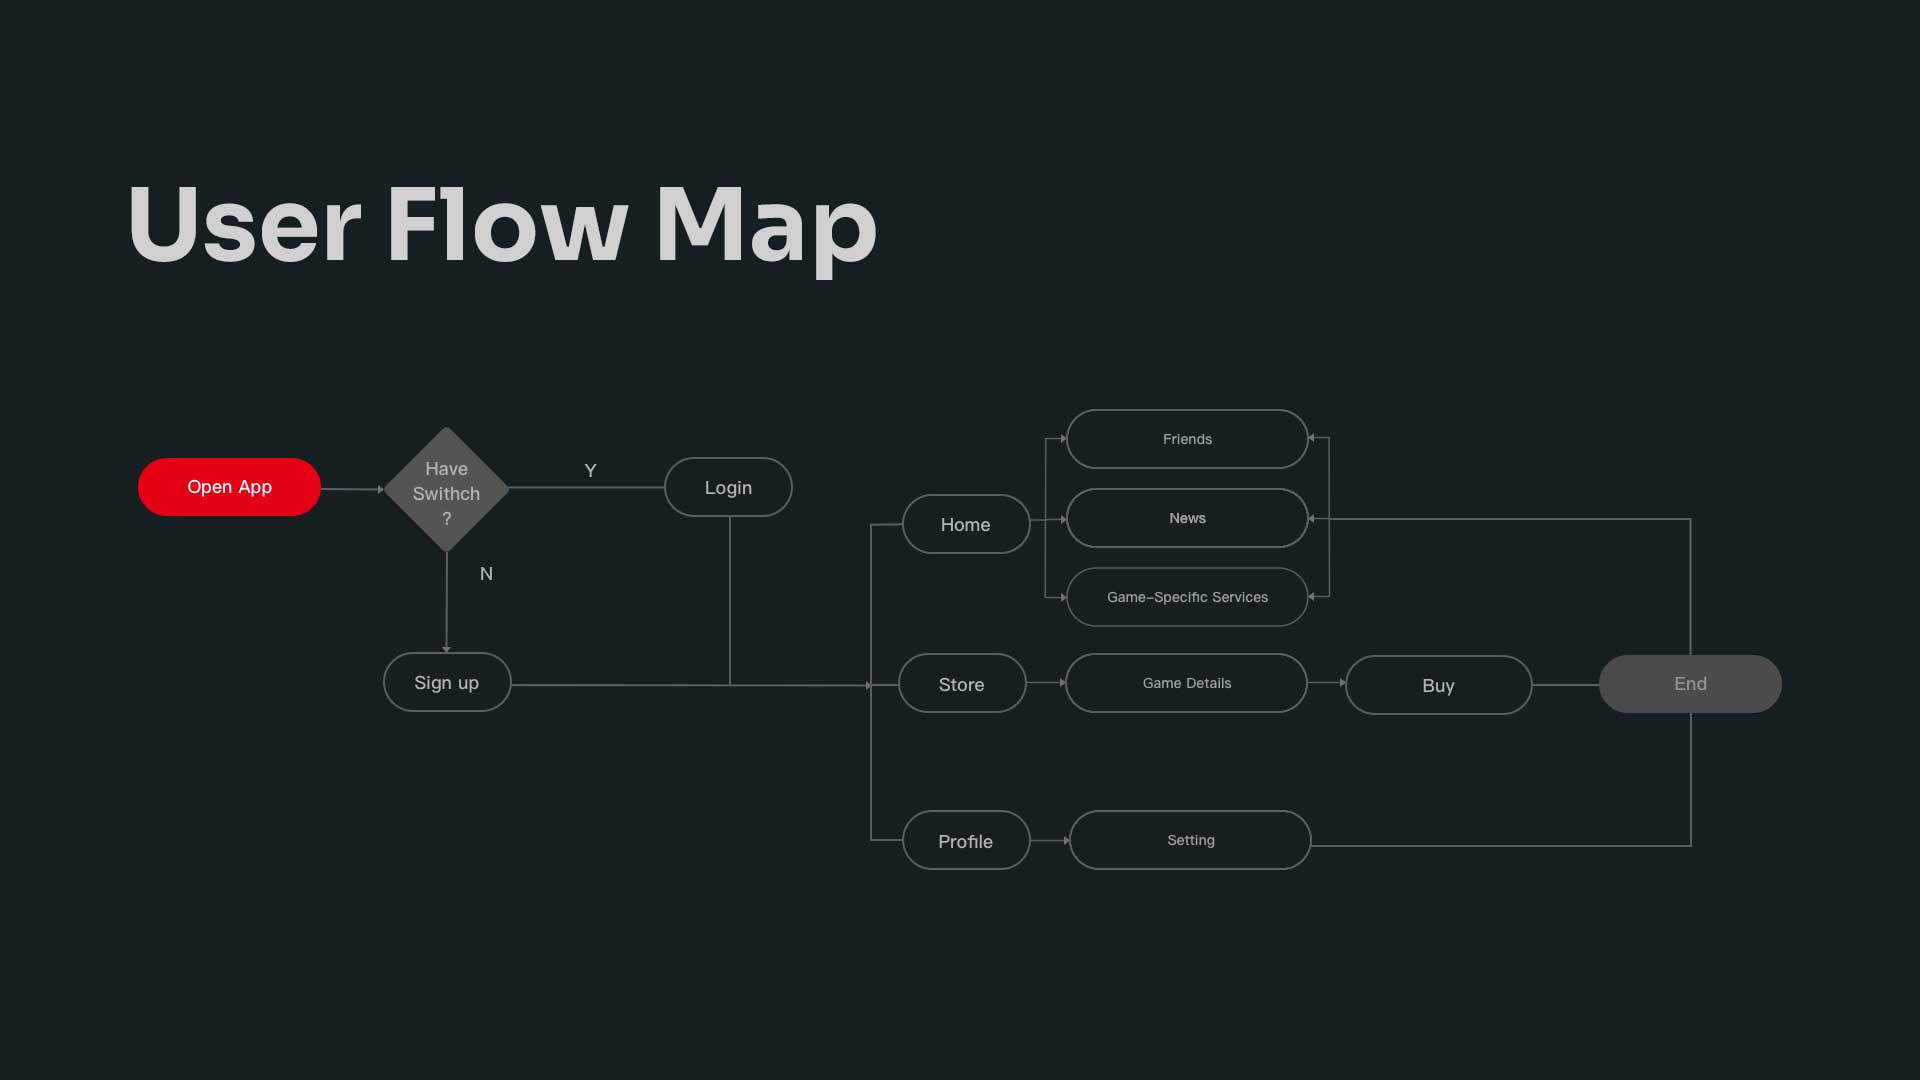 User Flow Map
Open App
Have
Swithch
?
Y
Login
N
Sign up
Home
Friends
News
Game-Specific Services
Store
Game Details
Buy
End
Profile
Setting